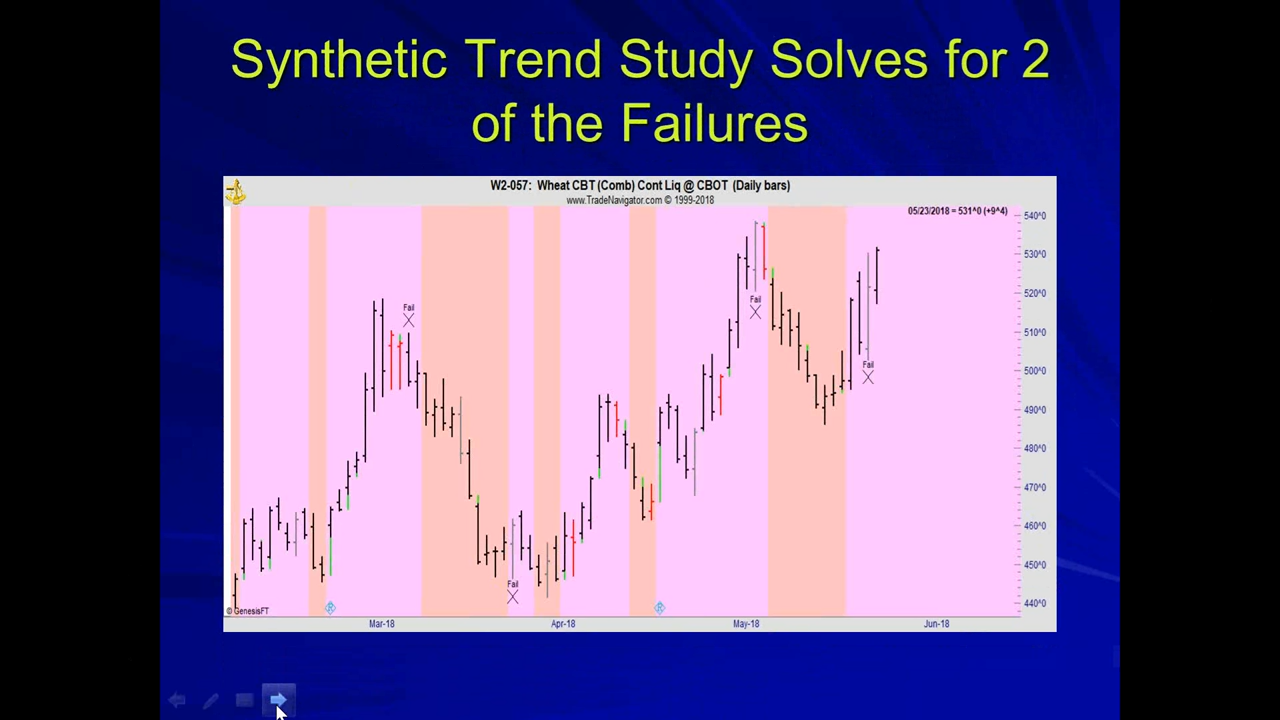 Synthetic Trend Study Solves for 2
of the Failures
W2-057: Wheat CBT (Comb) Cont Liq @ CBOT (Daily bars)
www.TradeNavigator.com © 1999-2018
05/23/2018 = 531^0 (+9^4)
540^0
530^0
520^0
510^0
500^0
490^0
480^0
470^0
460^0
450^0
440^0
Fail
Fail
Fail
Fail
R
R
© GenesisFT
Mar-18
Apr-18
May-18
Jun-18